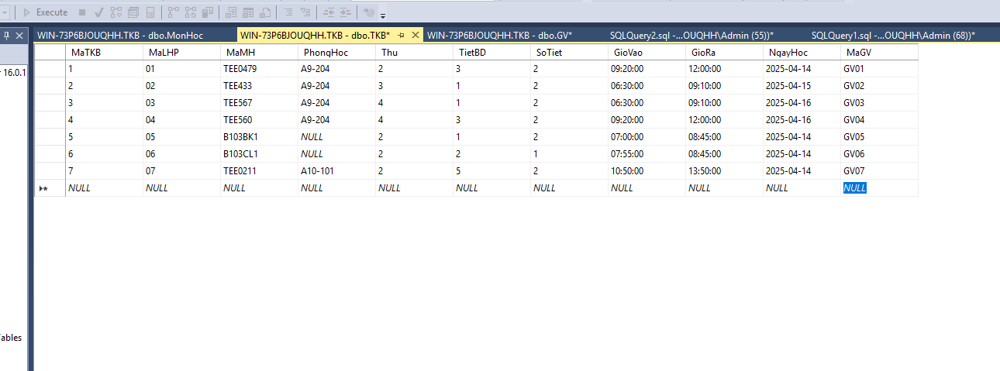 Execute
WIN-73P6BJOUQHH.TKB - dbo.MonHoc WIN-73P6BJOUQHH.TKB - dbo.TKB* WIN-73P6BJOUQHH.TKB - dbo.GV* SQLQuery2.sql -...OUQHH\Admin (55))* SQLQuery1.sql -...OUQHH\Admin (68))*
MaTKB MaLHP MaMH PhongHoc Thu TietBD SoTiet GioVao GioRa NgayHoc MaGV
1 01 TEE0479 A9-204 2 3 2 09:20:00 12:00:00 2025-04-14 GV01
16.0.1
2 02 TEE433 A9-204 3 1 2 06:30:00 09:10:00 2025-04-15 GV02
3 03 TEE567 A9-204 4 1 2 06:30:00 09:10:00 2025-04-16 GV03
4 04 TEE560 A9-204 4 3 2 09:20:00 12:00:00 2025-04-16 GV04
5 05 B103BK1 NULL 2 1 2 07:00:00 08:45:00 2025-04-14 GV05
6 06 B103CL1 NULL 2 2 1 07:55:00 08:45:00 2025-04-14 GV06
7 07 TEE0211 A10-101 2 5 2 10:50:00 13:50:00 2025-04-14 GV07
NULL NULL NULL NULL NULL NULL NULL NULL NULL NULL NULL
ables